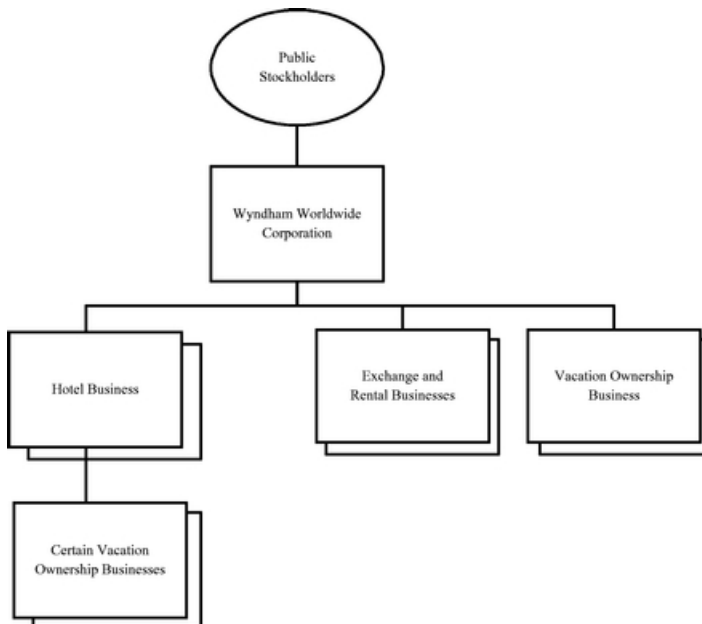 Public
Stockholders
Wyndham Worldwide
Corporation
Hotel Business
Exchange and
Rental Businesses
Vacation Ownership
Business
Certain Vacation
Ownership Businesses